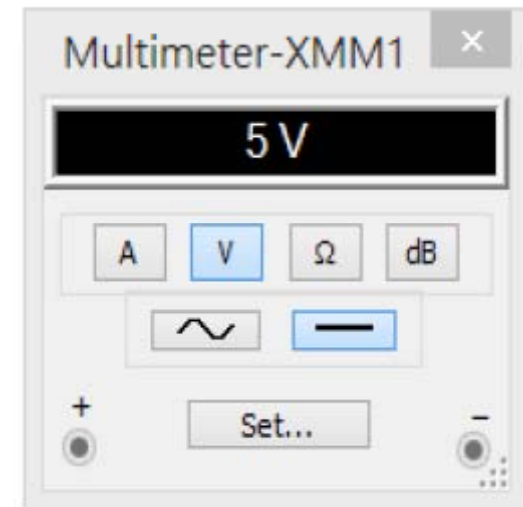 Multimeter-XMM1 ×
5 V
A V Ω dB
+ Set... −